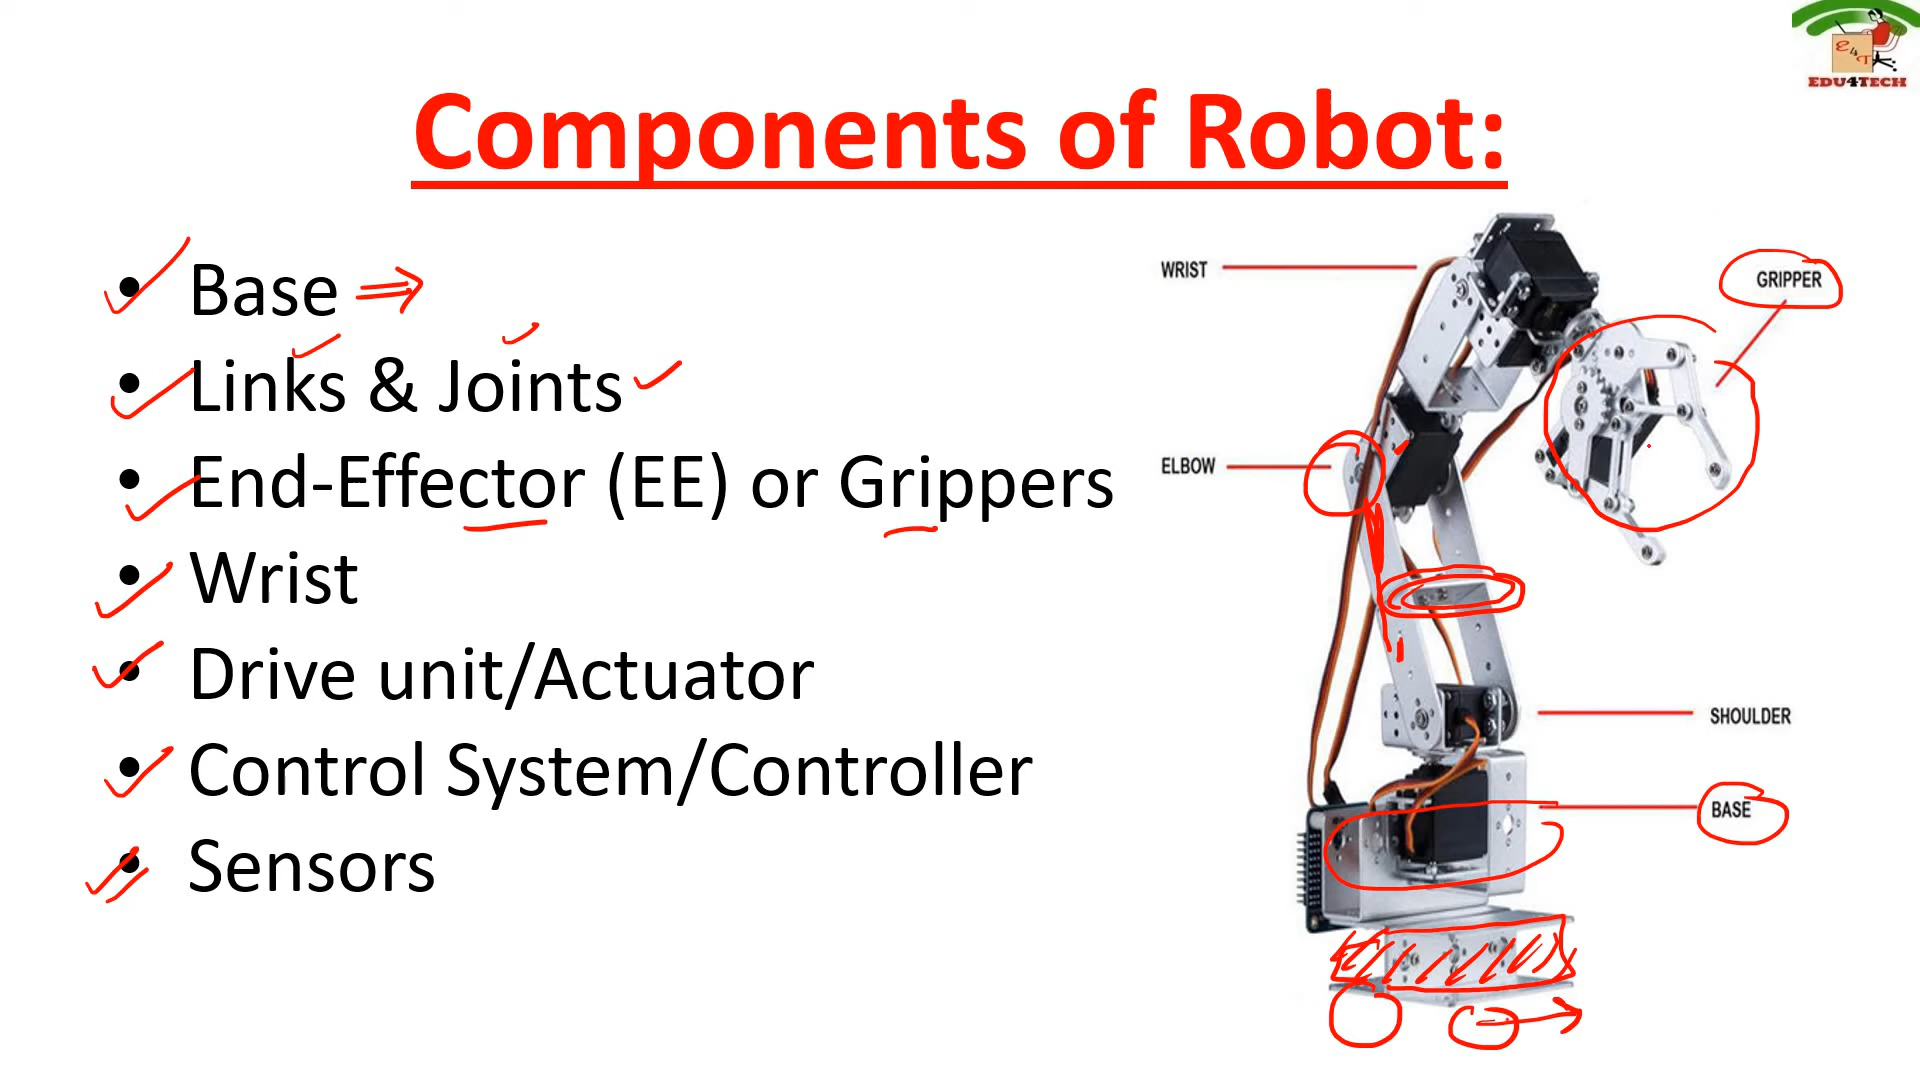 E4T
EDU4TECH
Components of Robot:
• Base
• Links & Joints
• End-Effector (EE) or Grippers
• Wrist
• Drive unit/Actuator
• Control System/Controller
• Sensors
WRIST
GRIPPER
ELBOW
SHOULDER
BASE